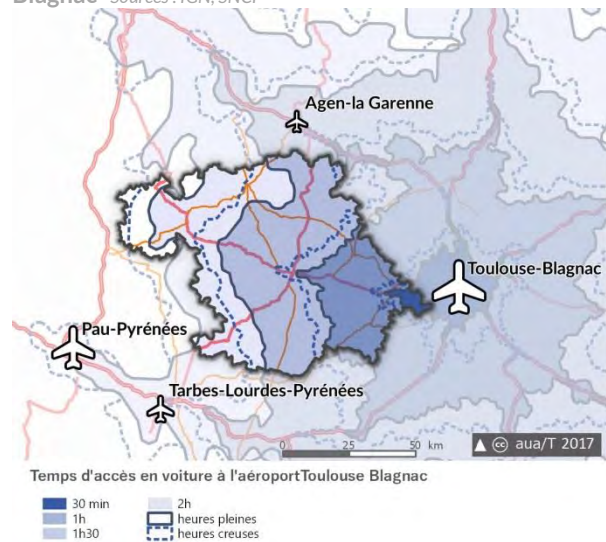 Blagnac Sources : IGN, SNCF
Agen-la Garenne
Toulouse-Blagnac
Pau-Pyrénées
Tarbes-Lourdes-Pyrénées
0 25 50 km
cc aua/T 2017
Temps d'accès en voiture à l'aéroportToulouse Blagnac
30 min 2h
1h heures pleines
1h30 heures creuses